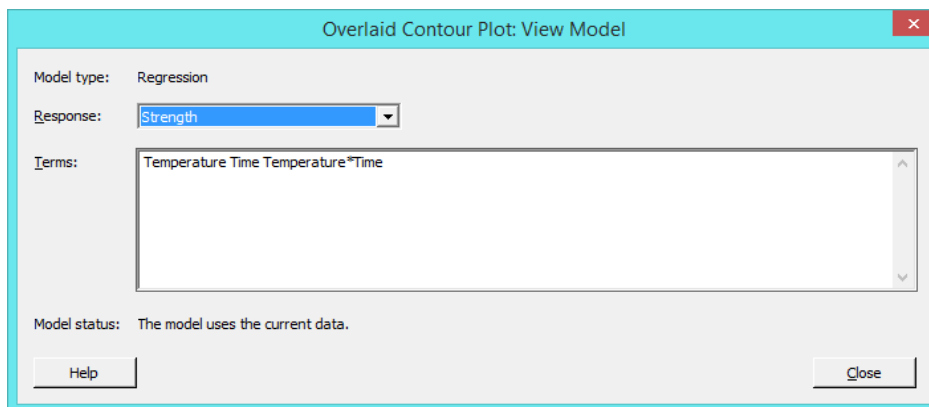 Overlaid Contour Plot: View Model
Model type: Regression
Response: Strength
Terms: Temperature Time Temperature*Time
Model status: The model uses the current data.
Help Close